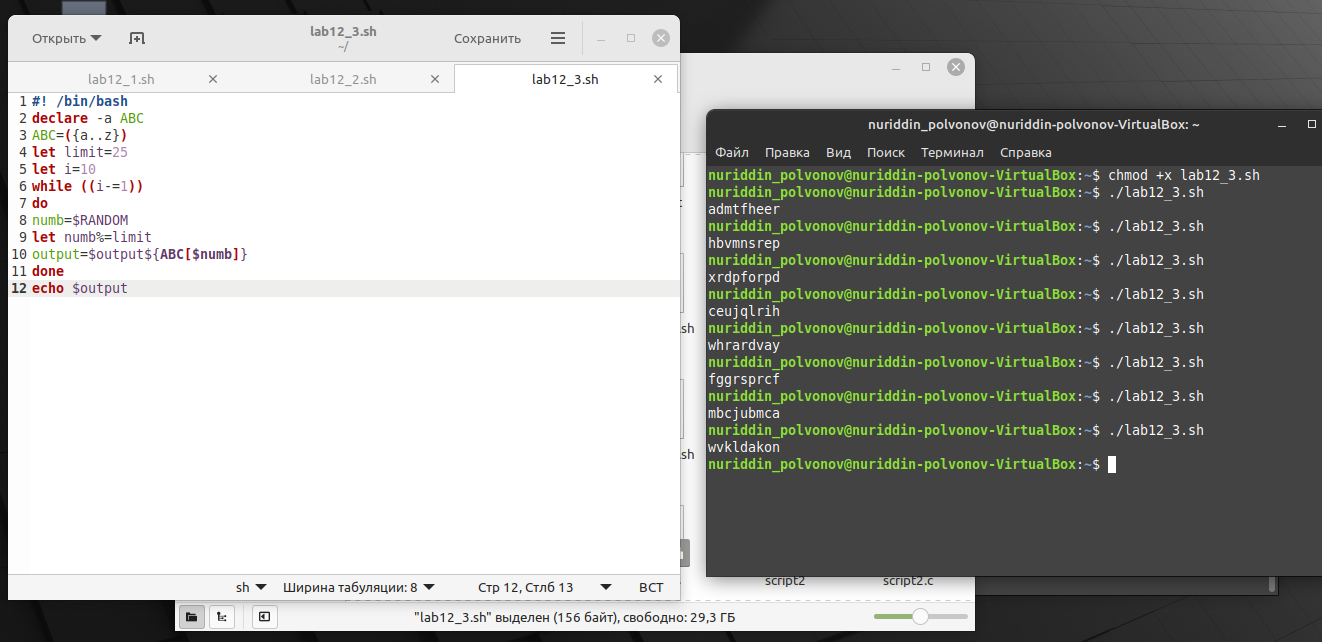 Открыть
lab12_3.sh
~/
Сохранить
lab12_1.sh
lab12_2.sh
lab12_3.sh
1 #! /bin/bash
2 declare -a ABC
3 ABC=({a..z})
4 let limit=25
5 let i=10
6 while ((i-=1))
7 do
8 numb=$RANDOM
9 let numb%=limit
10 output=$output${ABC[$numb]}
11 done
12 echo $output
sh
Ширина табуляции: 8
Стр 12, Стлб 13
ВСТ
sh
sh
script2
script2.c
"lab12_3.sh" выделен (156 байт), свободно: 29,3 ГБ
nuriddin_polvonov@nuriddin-polvonov-VirtualBox: ~
Файл Правка Вид Поиск Терминал Справка
nuriddin_polvonov@nuriddin-polvonov-VirtualBox:~$ chmod +x lab12_3.sh
nuriddin_polvonov@nuriddin-polvonov-VirtualBox:~$ ./lab12_3.sh
admtfheer
nuriddin_polvonov@nuriddin-polvonov-VirtualBox:~$ ./lab12_3.sh
hbvmnsrep
nuriddin_polvonov@nuriddin-polvonov-VirtualBox:~$ ./lab12_3.sh
xrdpforpd
nuriddin_polvonov@nuriddin-polvonov-VirtualBox:~$ ./lab12_3.sh
ceujqlrih
nuriddin_polvonov@nuriddin-polvonov-VirtualBox:~$ ./lab12_3.sh
whrardvay
nuriddin_polvonov@nuriddin-polvonov-VirtualBox:~$ ./lab12_3.sh
fggrsprcf
nuriddin_polvonov@nuriddin-polvonov-VirtualBox:~$ ./lab12_3.sh
mbcjubmca
nuriddin_polvonov@nuriddin-polvonov-VirtualBox:~$ ./lab12_3.sh
wvkldakon
nuriddin_polvonov@nuriddin-polvonov-VirtualBox:~$